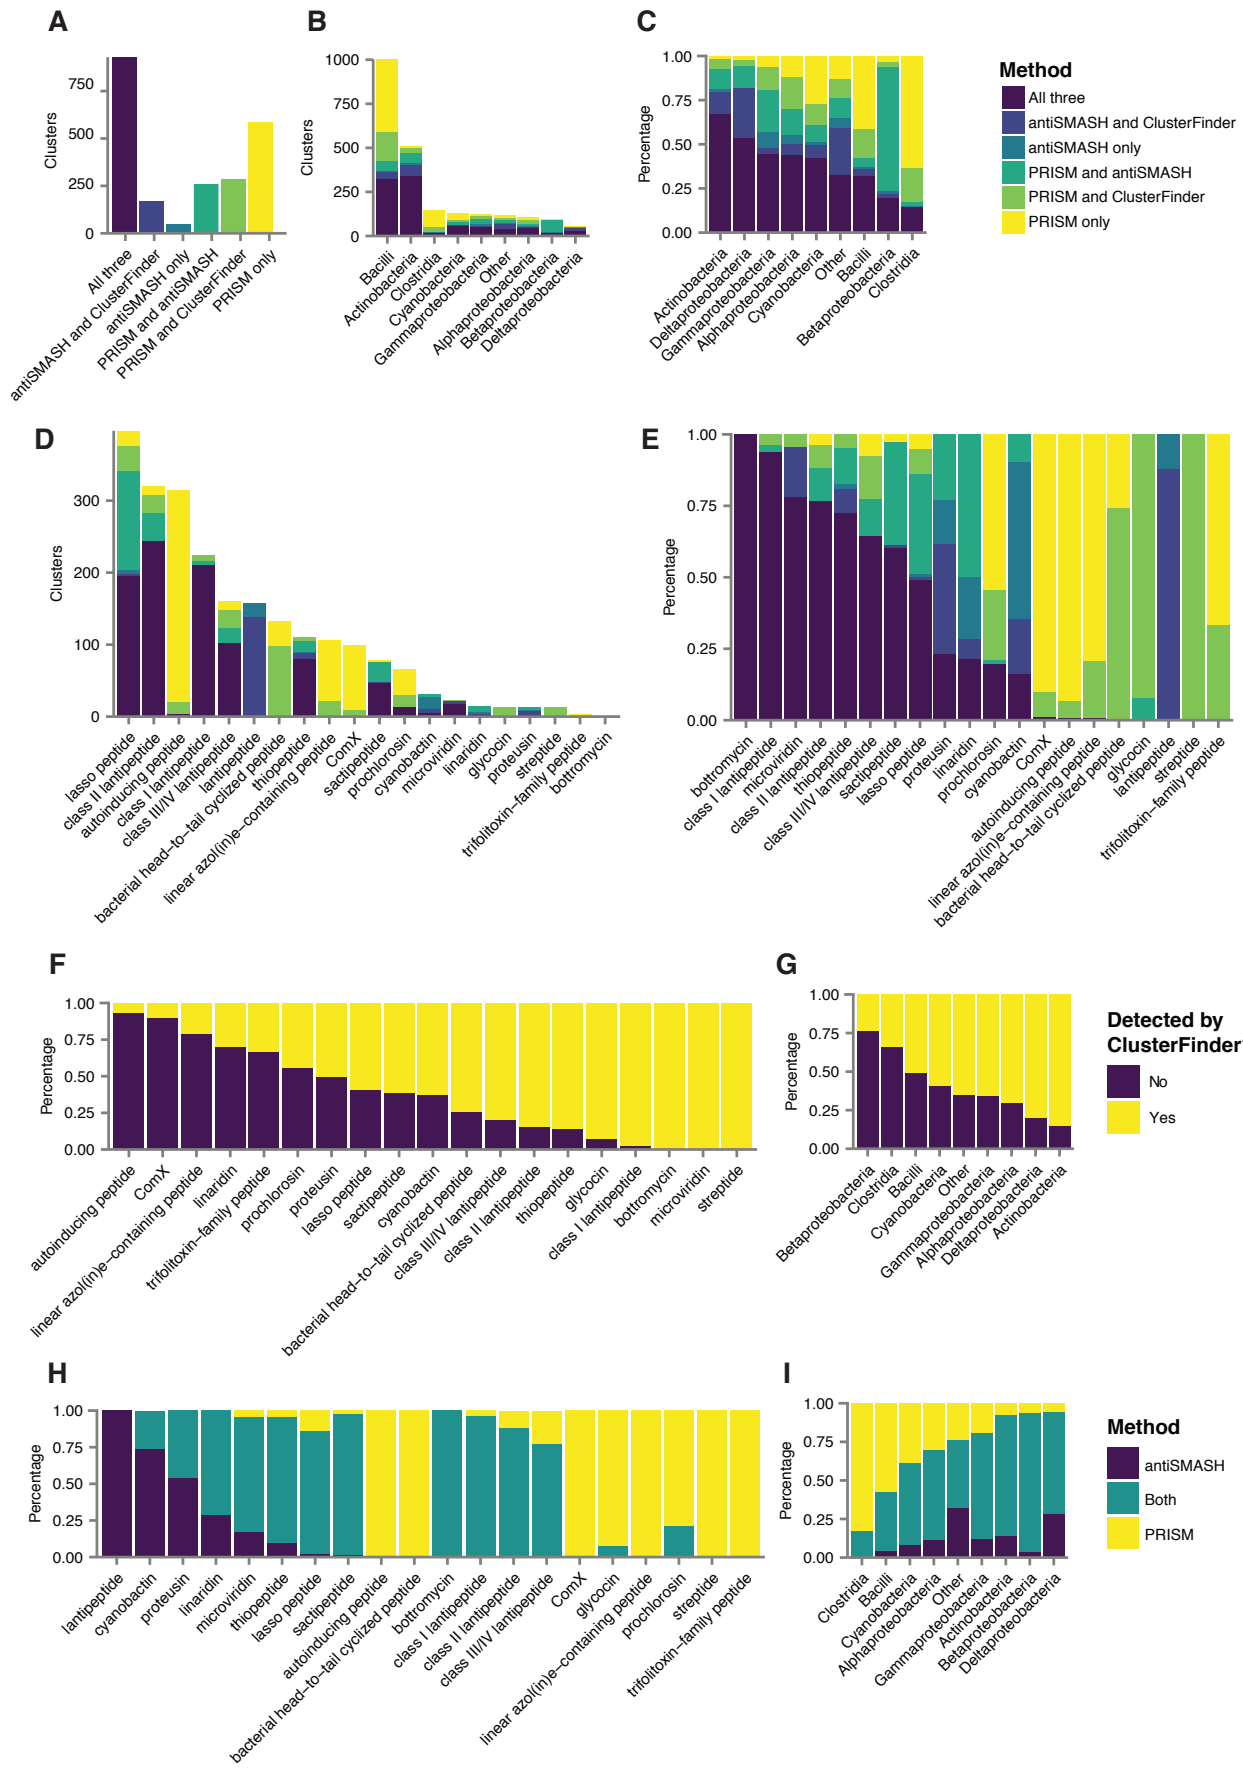 A
Clusters
750
500
250
0
All three
antiSMASH and ClusterFinder
antiSMASH only
PRISM and antiSMASH
PRISM and ClusterFinder
PRISM only
B
Clusters
1000
750
500
250
0
Bacilli
Actinobacteria
Clostridia
Cyanobacteria
Gammaproteobacteria
Other
Alphaproteobacteria
Betaproteobacteria
Deltaproteobacteria
C
Percentage
1.00
0.75
0.50
0.25
0.00
Actinobacteria
Deltaproteobacteria
Gammaproteobacteria
Alphaproteobacteria
Cyanobacteria
Other
Bacilli
Betaproteobacteria
Clostridia
Method
All three
antiSMASH and ClusterFinder
antiSMASH only
PRISM and antiSMASH
PRISM and ClusterFinder
PRISM only
D
Clusters
300
200
100
0
lasso peptide
class II lantipeptide
autoinducing peptide
class I lantipeptide
class III/IV lantipeptide
lantipeptide
bacterial head−to−tail cyclized peptide
thiopeptide
linear azol(in)e−containing peptide
ComX
sactipeptide
prochlorosin
cyanobactin
microviridin
linaridin
glycocin
proteusin
streptide
trifolitoxin−family peptide
bottromycin
E
Percentage
1.00
0.75
0.50
0.25
0.00
bottromycin
class I lantipeptide
microviridin
class II lantipeptide
thiopeptide
class III/IV lantipeptide
sactipeptide
lasso peptide
proteusin
linaridin
prochlorosin
cyanobactin
ComX
autoinducing peptide
linear azol(in)e−containing peptide
bacterial head−to−tail cyclized peptide
glycocin
lantipeptide
streptide
trifolitoxin−family peptide
F
Percentage
1.00
0.75
0.50
0.25
0.00
autoinducing peptide
ComX
linear azol(in)e−containing peptide
linaridin
trifolitoxin−family peptide
prochlorosin
proteusin
lasso peptide
sactipeptide
cyanobactin
bacterial head−to−tail cyclized peptide
class III/IV lantipeptide
class II lantipeptide
thiopeptide
glycocin
class I lantipeptide
bottromycin
microviridin
streptide
G
Percentage
1.00
0.75
0.50
0.25
0.00
Betaproteobacteria
Clostridia
Bacilli
Cyanobacteria
Other
Gammaproteobacteria
Alphaproteobacteria
Deltaproteobacteria
Actinobacteria
Detected by
ClusterFinder
No
Yes
H
Percentage
1.00
0.75
0.50
0.25
0.00
lantipeptide
cyanobactin
proteusin
linaridin
microviridin
thiopeptide
lasso peptide
sactipeptide
autoinducing peptide
bacterial head−to−tail cyclized peptide
bottromycin
class I lantipeptide
class II lantipeptide
class III/IV lantipeptide
ComX
glycocin
linear azol(in)e−containing peptide
prochlorosin
streptide
trifolitoxin−family peptide
I
Percentage
1.00
0.75
0.50
0.25
0.00
Clostridia
Bacilli
Cyanobacteria
Alphaproteobacteria
Other
Gammaproteobacteria
Actinobacteria
Betaproteobacteria
Deltaproteobacteria
Method
antiSMASH
Both
PRISM